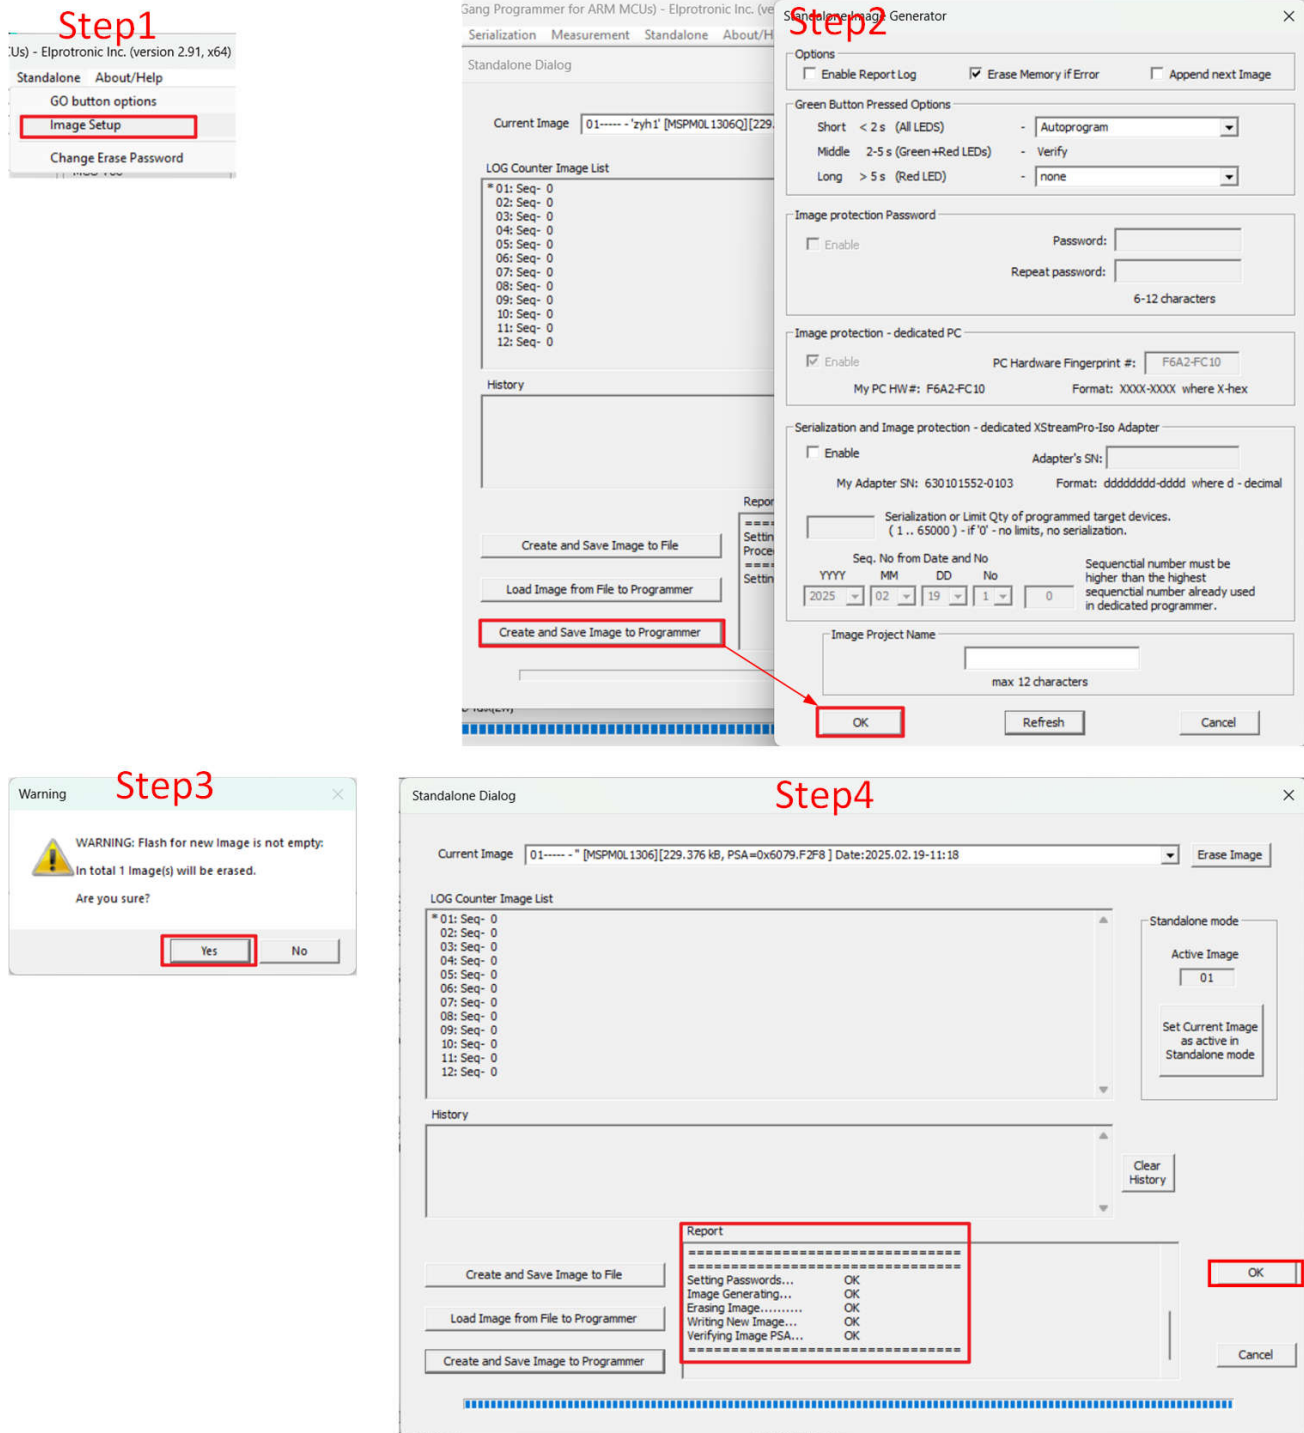 Step1
Us) - Elprotronic Inc. (version 2.91, x64)
Standalone About/Help
GO button options
Image Setup
Change Erase Password
Step2
Gang Programmer for ARM MCUs) - Elprotronic Inc. (ve
Serialization Measurement Standalone About/H
Standalone Dialog
Current Image 01----- - 'zyh1' [MSPM0L1306Q][229.
LOG Counter Image List
* 01: Seq- 0
02: Seq- 0
03: Seq- 0
04: Seq- 0
05: Seq- 0
06: Seq- 0
07: Seq- 0
08: Seq- 0
09: Seq- 0
10: Seq- 0
11: Seq- 0
12: Seq- 0
History
Repor
====
Settin
Proce
====
Settin
Create and Save Image to File
Load Image from File to Programmer
Create and Save Image to Programmer
Standalone Image Generator
Options
Enable Report Log Erase Memory if Error Append next Image
Green Button Pressed Options
Short < 2 s (All LEDS) - Autoprogram
Middle 2-5 s (Green+Red LEDs) - Verify
Long > 5 s (Red LED) - none
Image protection Password
Enable Password:
Repeat password:
6-12 characters
Image protection - dedicated PC
Enable PC Hardware Fingerprint #: F6A2-FC10
My PC HW#: F6A2-FC10 Format: XXXX-XXXX where X-hex
Serialization and Image protection - dedicated XStreamPro-Iso Adapter
Enable Adapter's SN:
My Adapter SN: 630101552-0103 Format: dddddddd-dddd where d - decimal
Serialization or Limit Qty of programmed target devices.
( 1 .. 65000 ) - if '0' - no limits, no serialization.
Seq. No from Date and No
YYYY MM DD No
2025 02 19 1 0
Sequenctial number must be
higher than the highest
sequenctial number already used
in dedicated programmer.
Image Project Name
max 12 characters
OK Refresh Cancel
Step3
Warning
WARNING: Flash for new Image is not empty:
In total 1 Image(s) will be erased.
Are you sure?
Yes No
Step4
Standalone Dialog
Current Image 01----- - '' [MSPM0L1306][229.376 kB, PSA=0x6079.F2F8 ] Date:2025.02.19-11:18 Erase Image
LOG Counter Image List
* 01: Seq- 0
02: Seq- 0
03: Seq- 0
04: Seq- 0
05: Seq- 0
06: Seq- 0
07: Seq- 0
08: Seq- 0
09: Seq- 0
10: Seq- 0
11: Seq- 0
12: Seq- 0
Standalone mode
Active Image
01
Set Current Image
as active in
Standalone mode
History
Clear
History
Report
================================
================================
Setting Passwords... OK
Image Generating... OK
Erasing Image.......... OK
Writing New Image... OK
Verifying Image PSA... OK
================================
Create and Save Image to File
Load Image from File to Programmer
Create and Save Image to Programmer
OK
Cancel